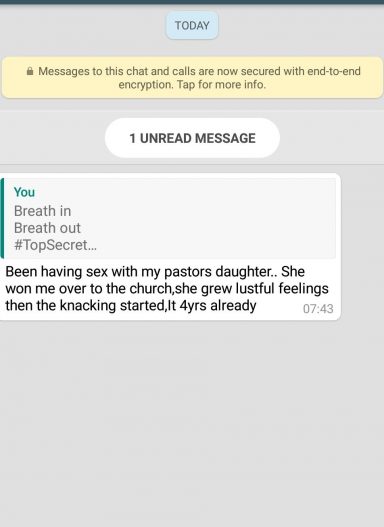 TODAY
Messages to this chat and calls are now secured with end-to-end
encryption. Tap for more info.
1 UNREAD MESSAGE
You
Breath in
Breath out
#TopSecret...
Been having sex with my pastors daughter.. She
won me over to the church,she grew lustful feelings
then the knacking started,It 4yrs already
07:43